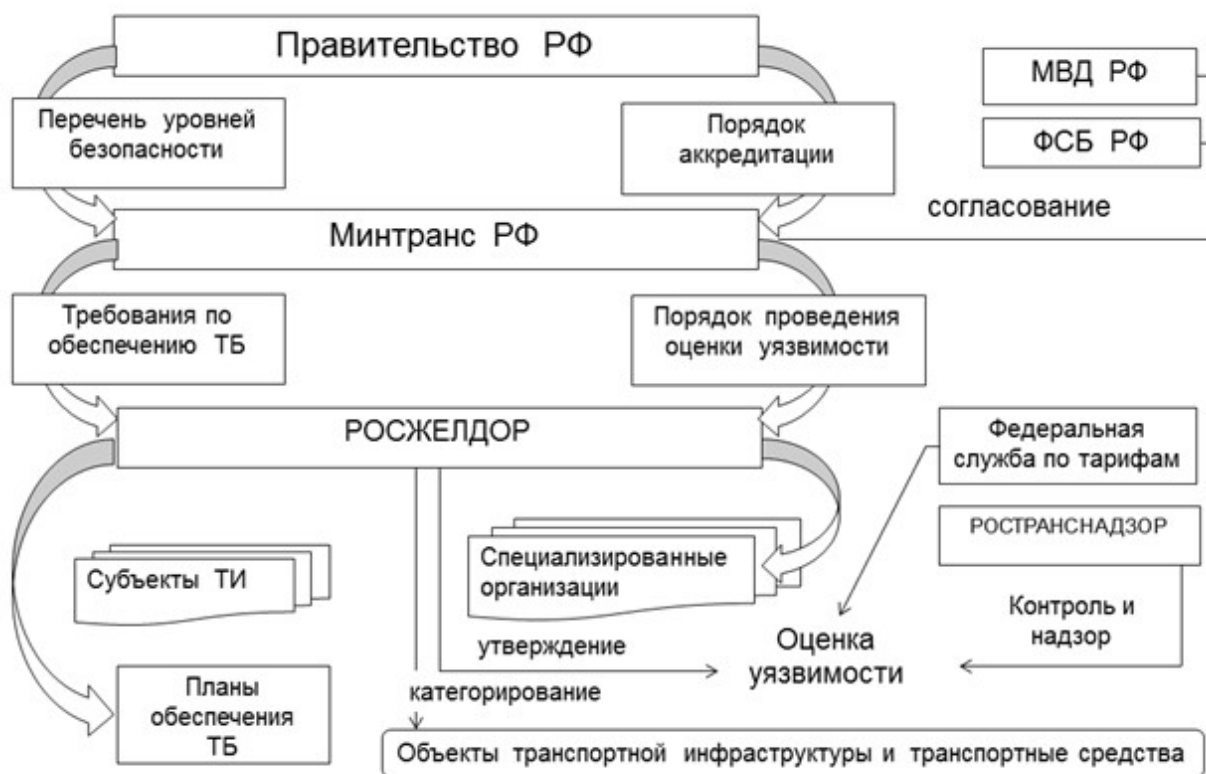 Правительство РФ
МВД РФ
Перечень уровней
безопасности
Порядок
аккредитации
ФСБ РФ
согласование
Минтранс РФ
Требования по
обеспечению ТБ
Порядок проведения
оценки уязвимости
РОСЖЕЛДОР
Федеральная
служба по тарифам
РОСТРАНСНАДЗОР
Субъекты ТИ
Специализированные
организации
Контроль и
надзор
утверждение
Оценка
уязвимости
Планы
обеспечения
ТБ
категорирование
Объекты транспортной инфраструктуры и транспортные средства